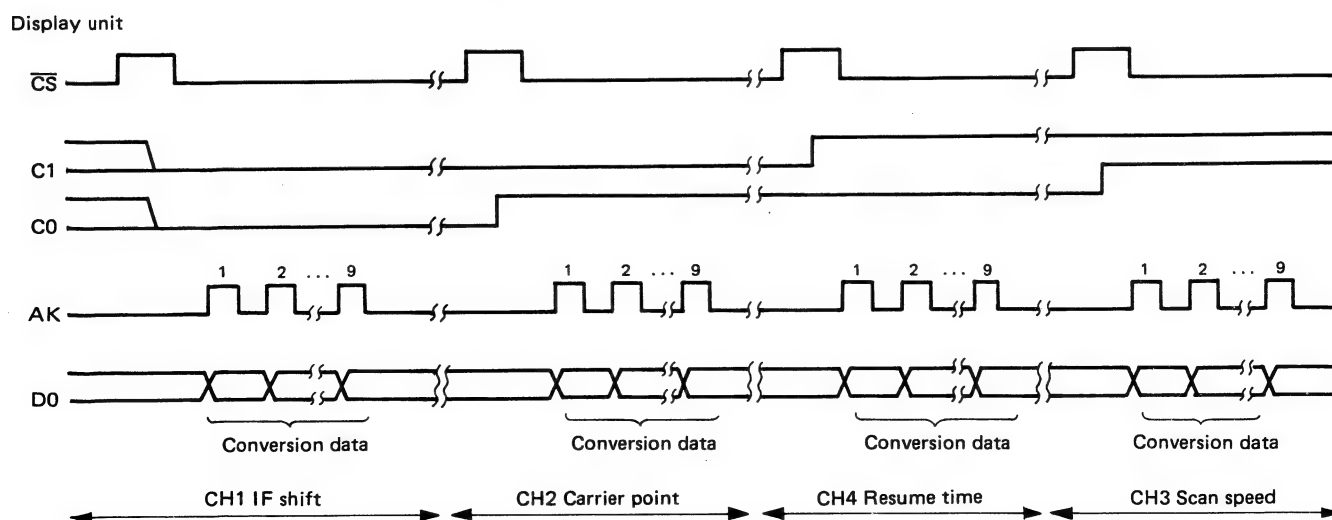 Display unit
CS
C1
C0
1 2 ... 9 1 2 ... 9 1 2 ... 9 1 2 ... 9
AK
D0
Conversion data Conversion data Conversion data Conversion data
CH1 IF shift CH2 Carrier point CH4 Resume time CH3 Scan speed